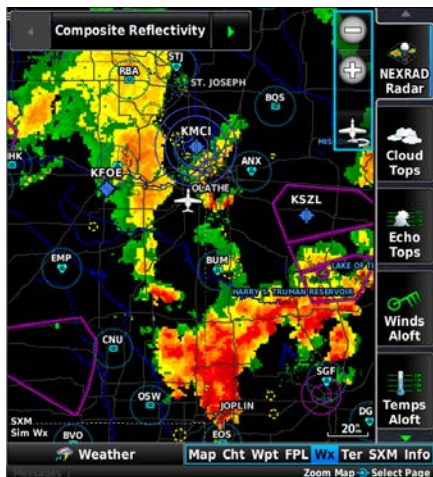 Composite Reflectivity
NEXRAD
Radar
Cloud
Tops
Echo
Tops
Winds
Aloft
Temps
Aloft
STJ
RBA
ST. JOSEPH
BQS
KMCI
HK
KFOE
ANX
OLATHE
KSZL
EMP
BUM
LAKE OF T
HARRY S. TRUMAN RESERVOIR
CNU
SGF
OSW
JOPLIN
DG
SXM
Sim Wx
BVO
EOS
20
Weather
Map Cht Wpt FPL Wx Ter SXM Info
Messages
Zoom Map Select Page